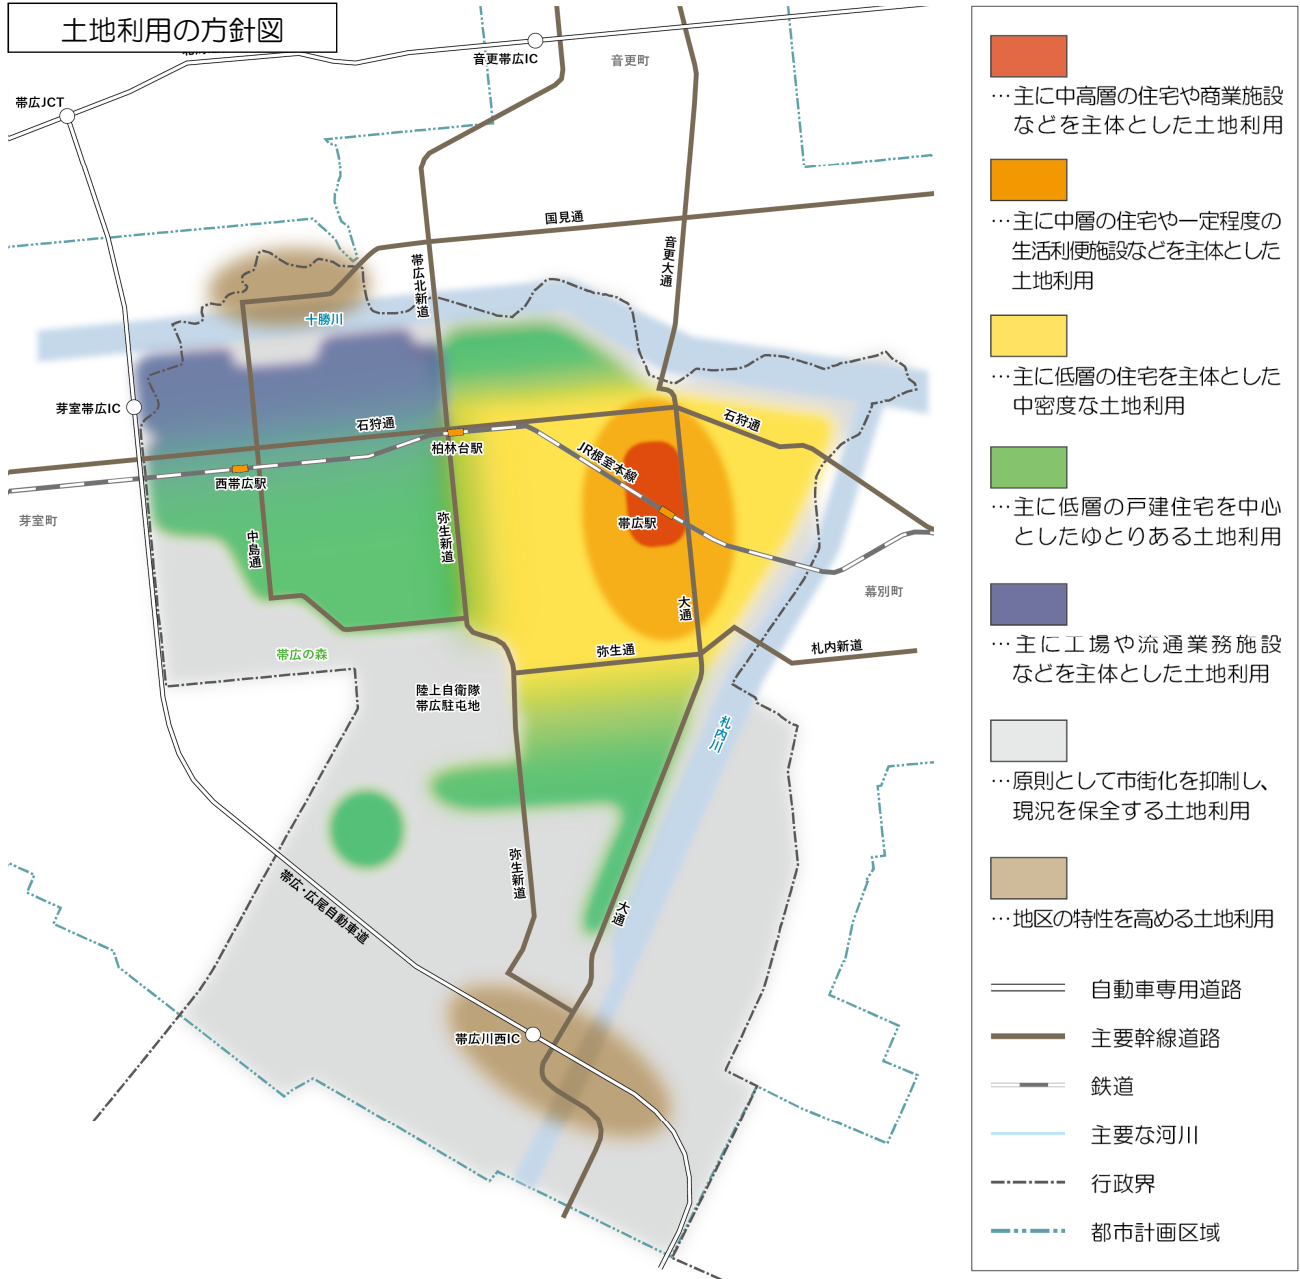 土地利用の方針図
音更帯広IC
音更町
帯広JCT
国見通
音更大通
帯広北新道
十勝川
芽室帯広IC
石狩通
石狩通
柏林台駅
JR根室本線
西帯広駅
帯広駅
芽室町
弥生新道
中島通
幕別町
大通
弥生通
札内新道
帯広の森
陸上自衛隊
帯広駐屯地
札内川
弥生新道
帯広・広尾自動車道
大通
帯広川西IC
…主に中高層の住宅や商業施設
などを主体とした土地利用
…主に中層の住宅や一定程度の
生活利便施設などを主体とした
土地利用
…主に低層の住宅を主体とした
中密度な土地利用
…主に低層の戸建住宅を中心
としたゆとりある土地利用
…主に工場や流通業務施設
などを主体とした土地利用
…原則として市街化を抑制し、
現況を保全する土地利用
…地区の特性を高める土地利用
自動車専用道路
主要幹線道路
鉄道
主要な河川
行政界
都市計画区域